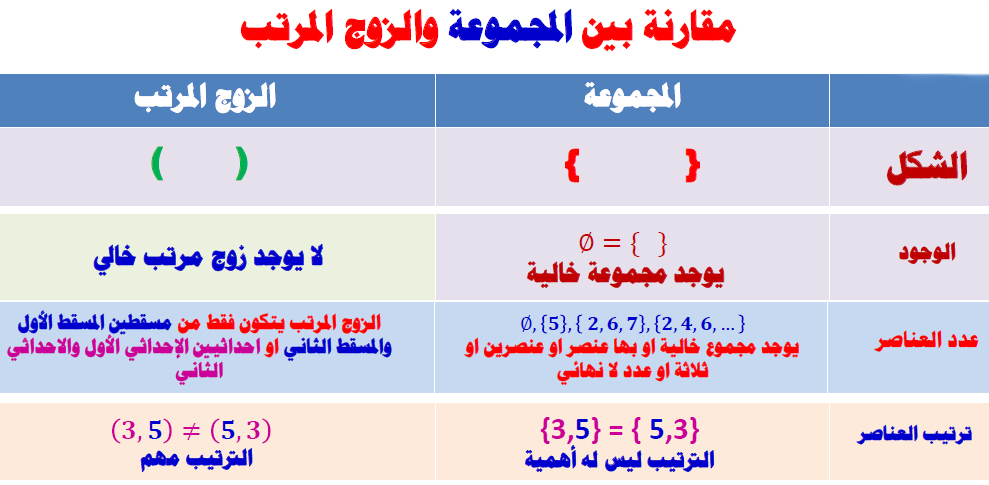 مقارنة بين المجموعة والزوج المرتب
المجموعة
الزوج المرتب
الشكل
{ }
( )
الوجود
∅ = { }
يوجد مجموعة خالية
لا يوجد زوج مرتب خالي
عدد العناصر
∅, {5}, { 2, 6, 7}, {2, 4, 6, … }
يوجد مجموع خالية او بها عنصر او عنصرين او
ثلاثة او عدد لا نهائي
الزوج المرتب يتكون فقط من مسقطين المسقط الأول
والمسقط الثاني او احداثيين الإحداثي الأول والاحداثي
الثاني
ترتيب العناصر
{3,5} = { 5,3}
الترتيب ليس له أهمية
(3, 5) ≠ (5, 3)
الترتيب مهم